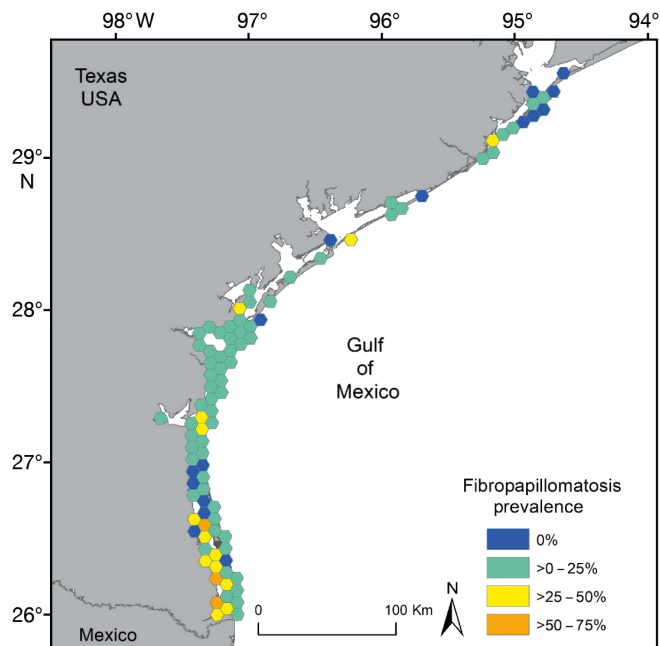 98° W 97° 96° 95° 94°
Texas
USA
29°
N
28°
Gulf
of
Mexico
27°
Fibropapillomatosis
prevalence
0%
>0 – 25%
>25 – 50%
>50 – 75%
N
0 100 Km
26°
Mexico